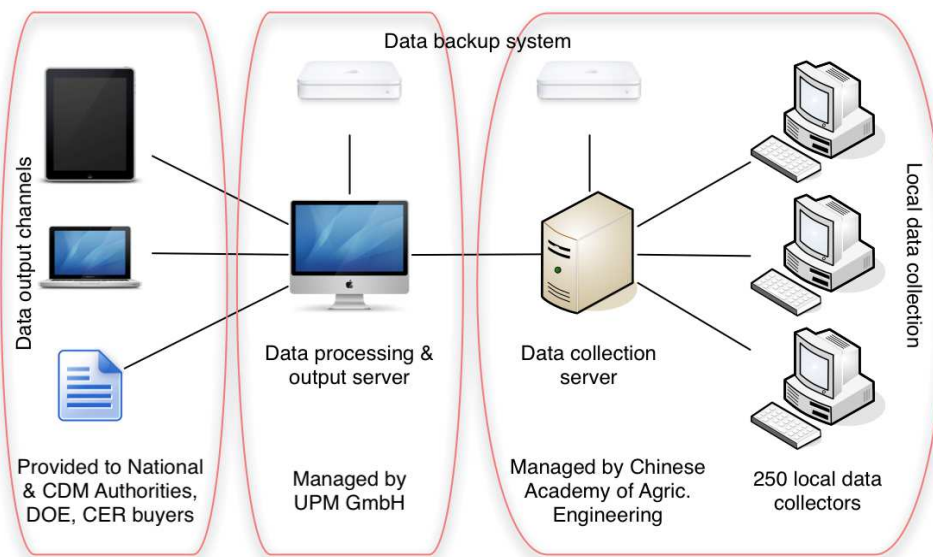 Data backup system
Data output channels
Local data collection
Data processing &
output server
Data collection
server
Provided to National
& CDM Authorities,
DOE, CER buyers
Managed by
UPM GmbH
Managed by Chinese
Academy of Agric.
Engineering
250 local data
collectors